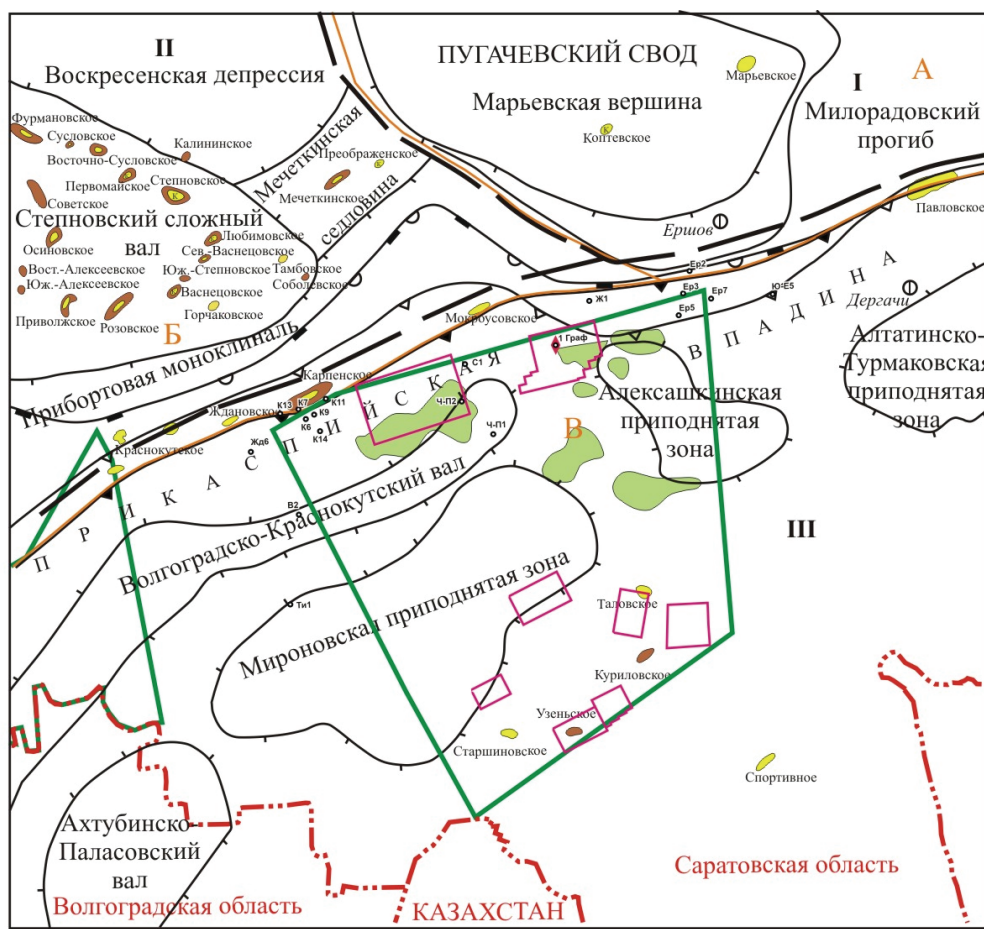 II
Воскресенская депрессия
ПУГАЧЕВСКИЙ СВОД
Марьевское
I
А
Марьевская вершина
Милорадовский
прогиб
Фурмановское
Сусловское
Восточно-Сусловское
Калининское
Коптевское
К
Мечеткинская
седловина
Преображенское
К
Мечеткинское
Первомайское
Степновское
К
Советское
Степновский сложный
вал
Павловское
Ершов
Осиновское
Любимовское
Сев.-Васнецовское
Вост.-Алексеевское
Юж.-Степновское
Тамбовское
Юж.-Алексеевское
Васнецовское
Соболевское
Приволжское
Розовское
Горчаковское
Б
Ер2
Ер3
Ер7
Ю-Е5
Дергачи
Ж1
Ер5
Мокроусовское
1 Граф
Прибортовая моноклиналь
ПРИКАСПИЙСКАЯ ВПАДИНА
Алтатинско-
Турмаковская
приподнятая
зона
Карпенское
С1
К13
К7
К11
К9
К6
К14
Ждановское
Ч-П2
Ч-П1
Алексашкинская
приподнятая
зона
В
Краснокутское
Жд6
В2
Волгоградско-Краснокутский вал
III
Ти1
Мироновская приподнятая зона
Таловское
Куриловское
Узеньское
Старшиновское
Спортивное
Ахтубинско-
Паласовский
вал
Волгоградская область
КАЗАХСТАН
Саратовская область